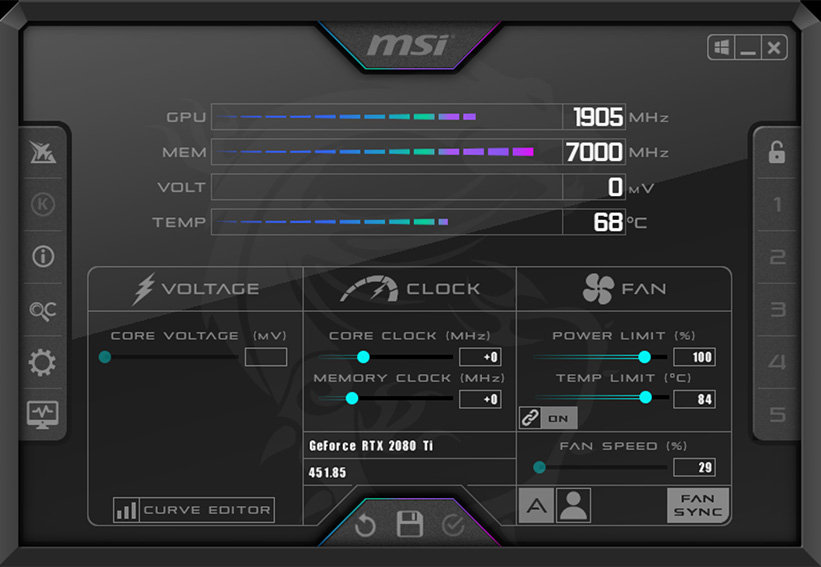 msi
GPU 1905 MHz
MEM 7000 MHz
VOLT 0 mV
TEMP 68 °C
K
1
2
3
4
5
OC
VOLTAGE
CLOCK
FAN
CORE VOLTAGE (MV)
CORE CLOCK (MHz)
+0
POWER LIMIT (%)
100
MEMORY CLOCK (MHz)
+0
TEMP LIMIT (°C)
84
ON
GeForce RTX 2080 Ti
451.85
FAN SPEED (%)
29
CURVE EDITOR
A
FAN
SYNC